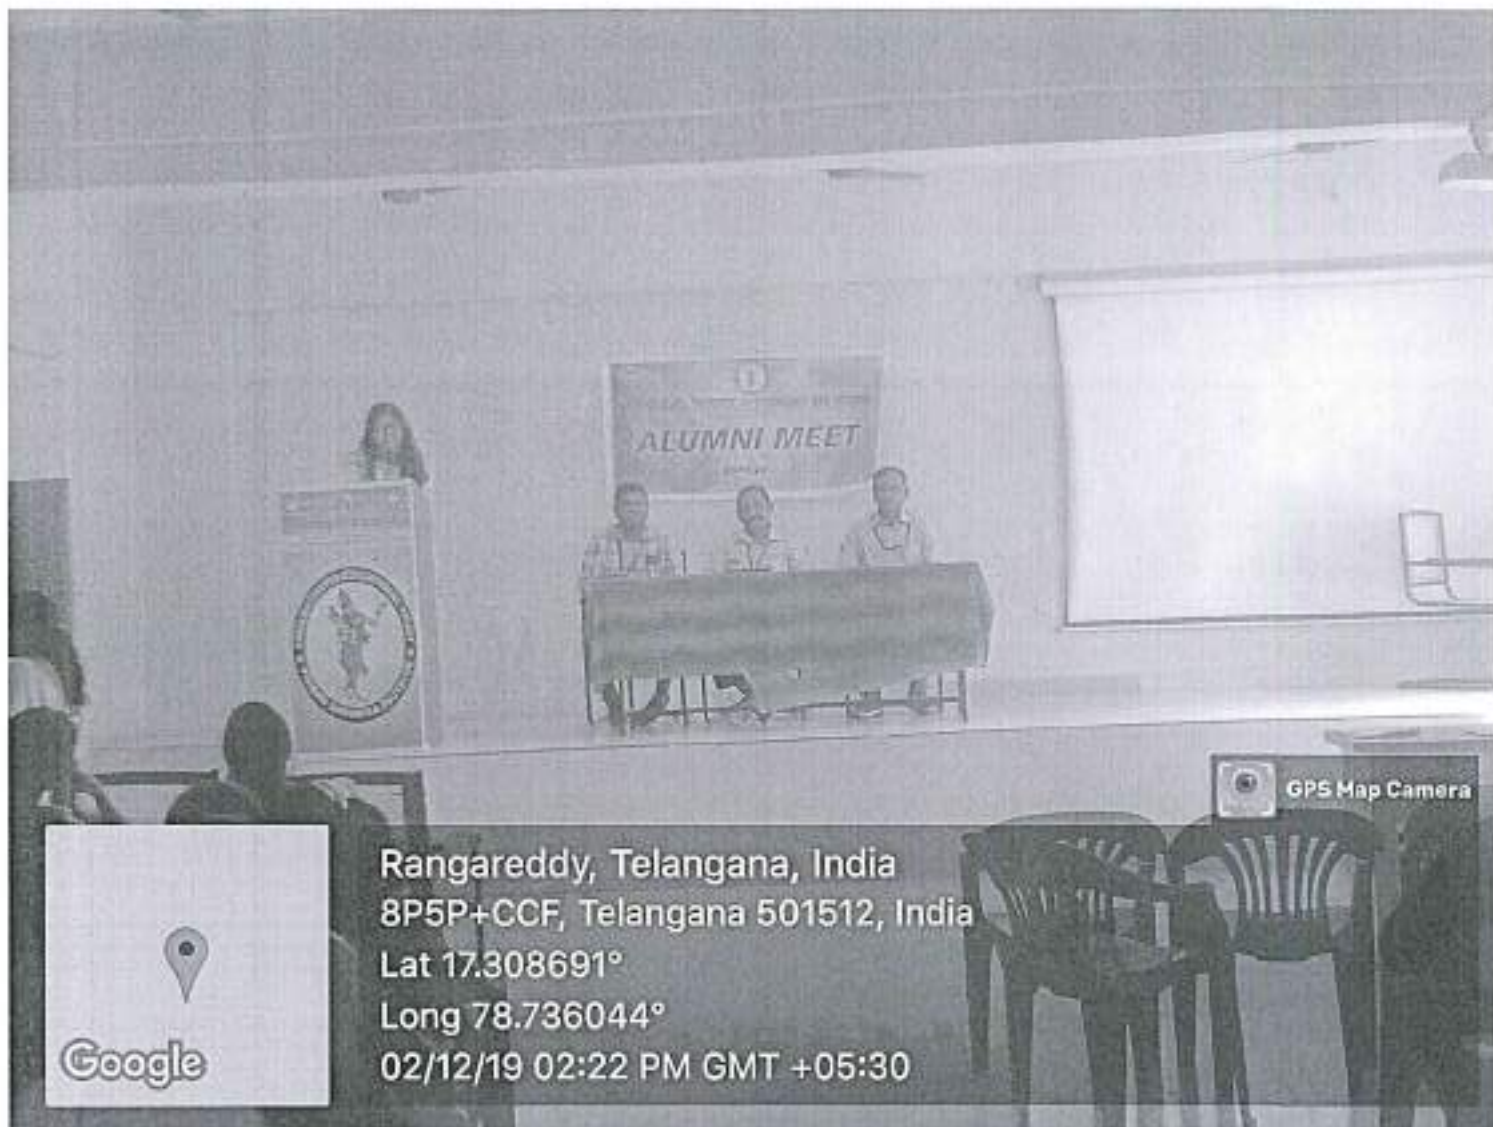 ALUMNI MEET
GPS Map Camera
Rangareddy, Telangana, India
8P5P+CCF, Telangana 501512, India
Lat 17.308691°
Long 78.736044°
02/12/19 02:22 PM GMT +05:30
Google